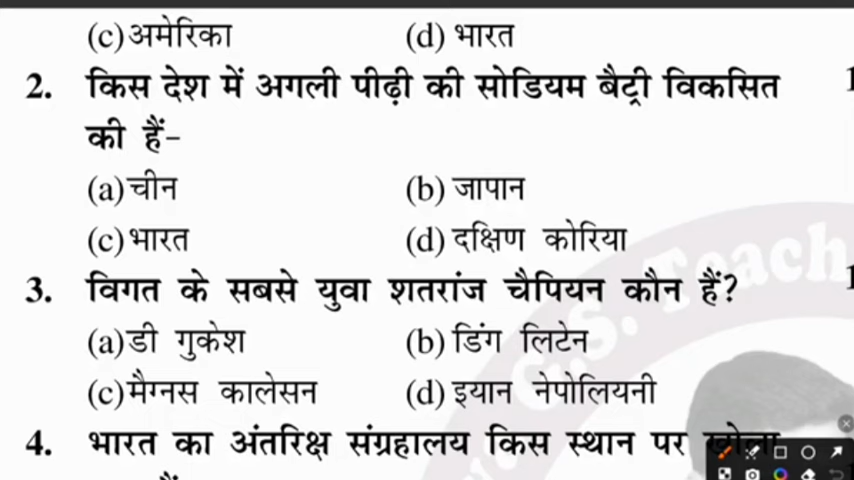 (c) अमेरिका (d) भारत
2. किस देश में अगली पीढ़ी की सोडियम बैट्री विकसित
की हैं-
(a) चीन (b) जापान
(c) भारत (d) दक्षिण कोरिया
3. विगत के सबसे युवा शतरांज चैपियन कौन हैं?
(a) डी गुकेश (b) डिंग लिटेन
(c) मैग्नस कालेसन (d) इयान नेपोलियनी
4. भारत का अंतरिक्ष संग्रहालय किस स्थान पर खोला
C.S. Teach